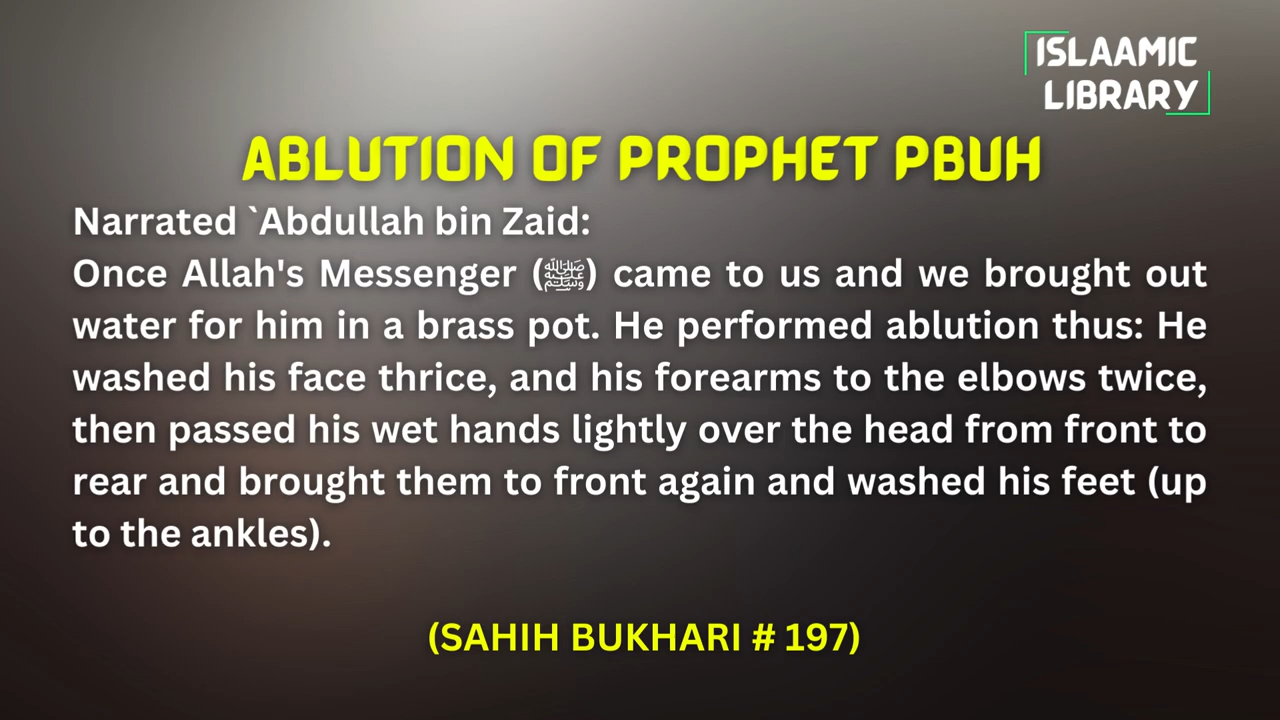 ISLAAMIC
LIBRARY
ABLUTION OF PROPHET PBUH
Narrated `Abdullah bin Zaid:
Once Allah's Messenger (ﷺ) came to us and we brought out
water for him in a brass pot. He performed ablution thus: He
washed his face thrice, and his forearms to the elbows twice,
then passed his wet hands lightly over the head from front to
rear and brought them to front again and washed his feet (up
to the ankles).
(SAHIH BUKHARI # 197)